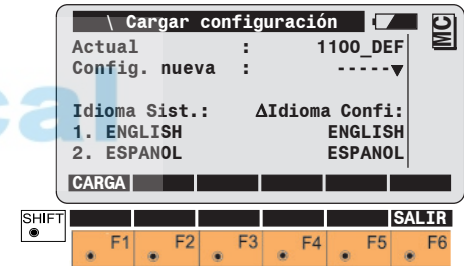 \ Cargar configuración MC
Actual : 1100_DEF
Config. nueva : -----▼
Idioma Sist.: ΔIdioma Confi:
1. ENGLISH ENGLISH
2. ESPANOL ESPANOL
CARGA
SHIFT SALIR
F1 F2 F3 F4 F5 F6